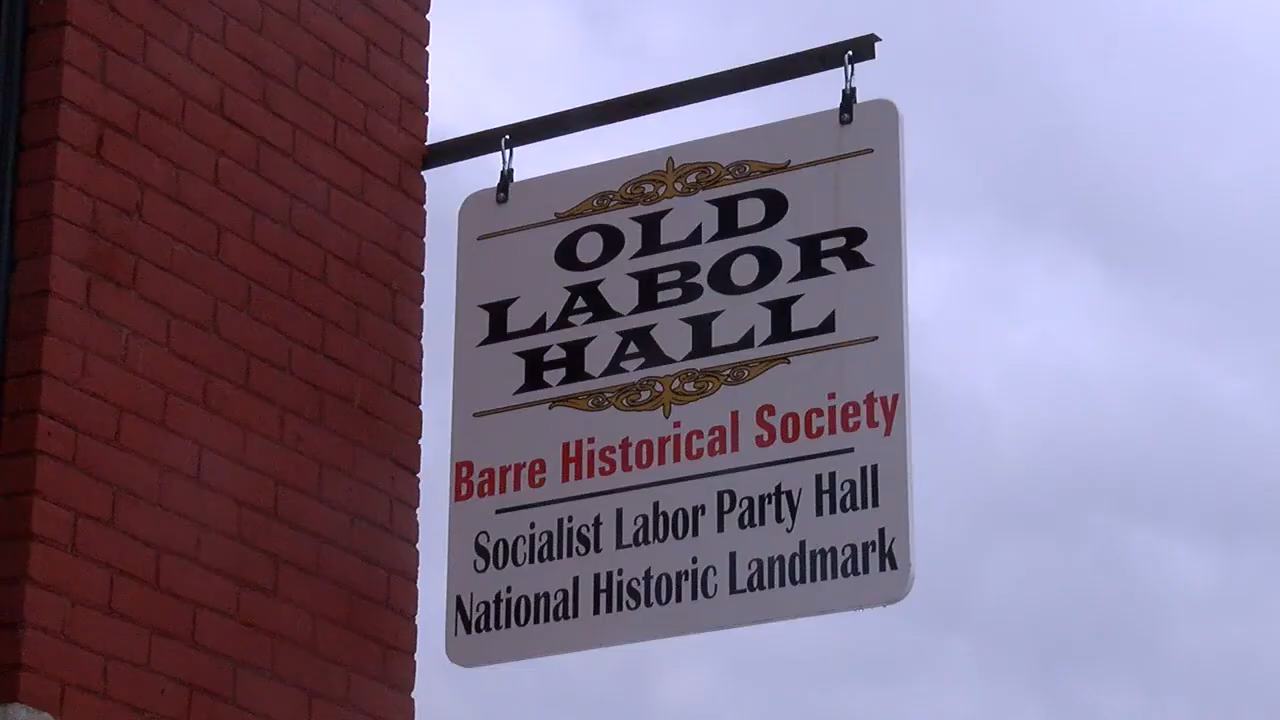 OLD
LABOR
HALL
Barre Historical Society
Socialist Labor Party Hall
National Historic Landmark